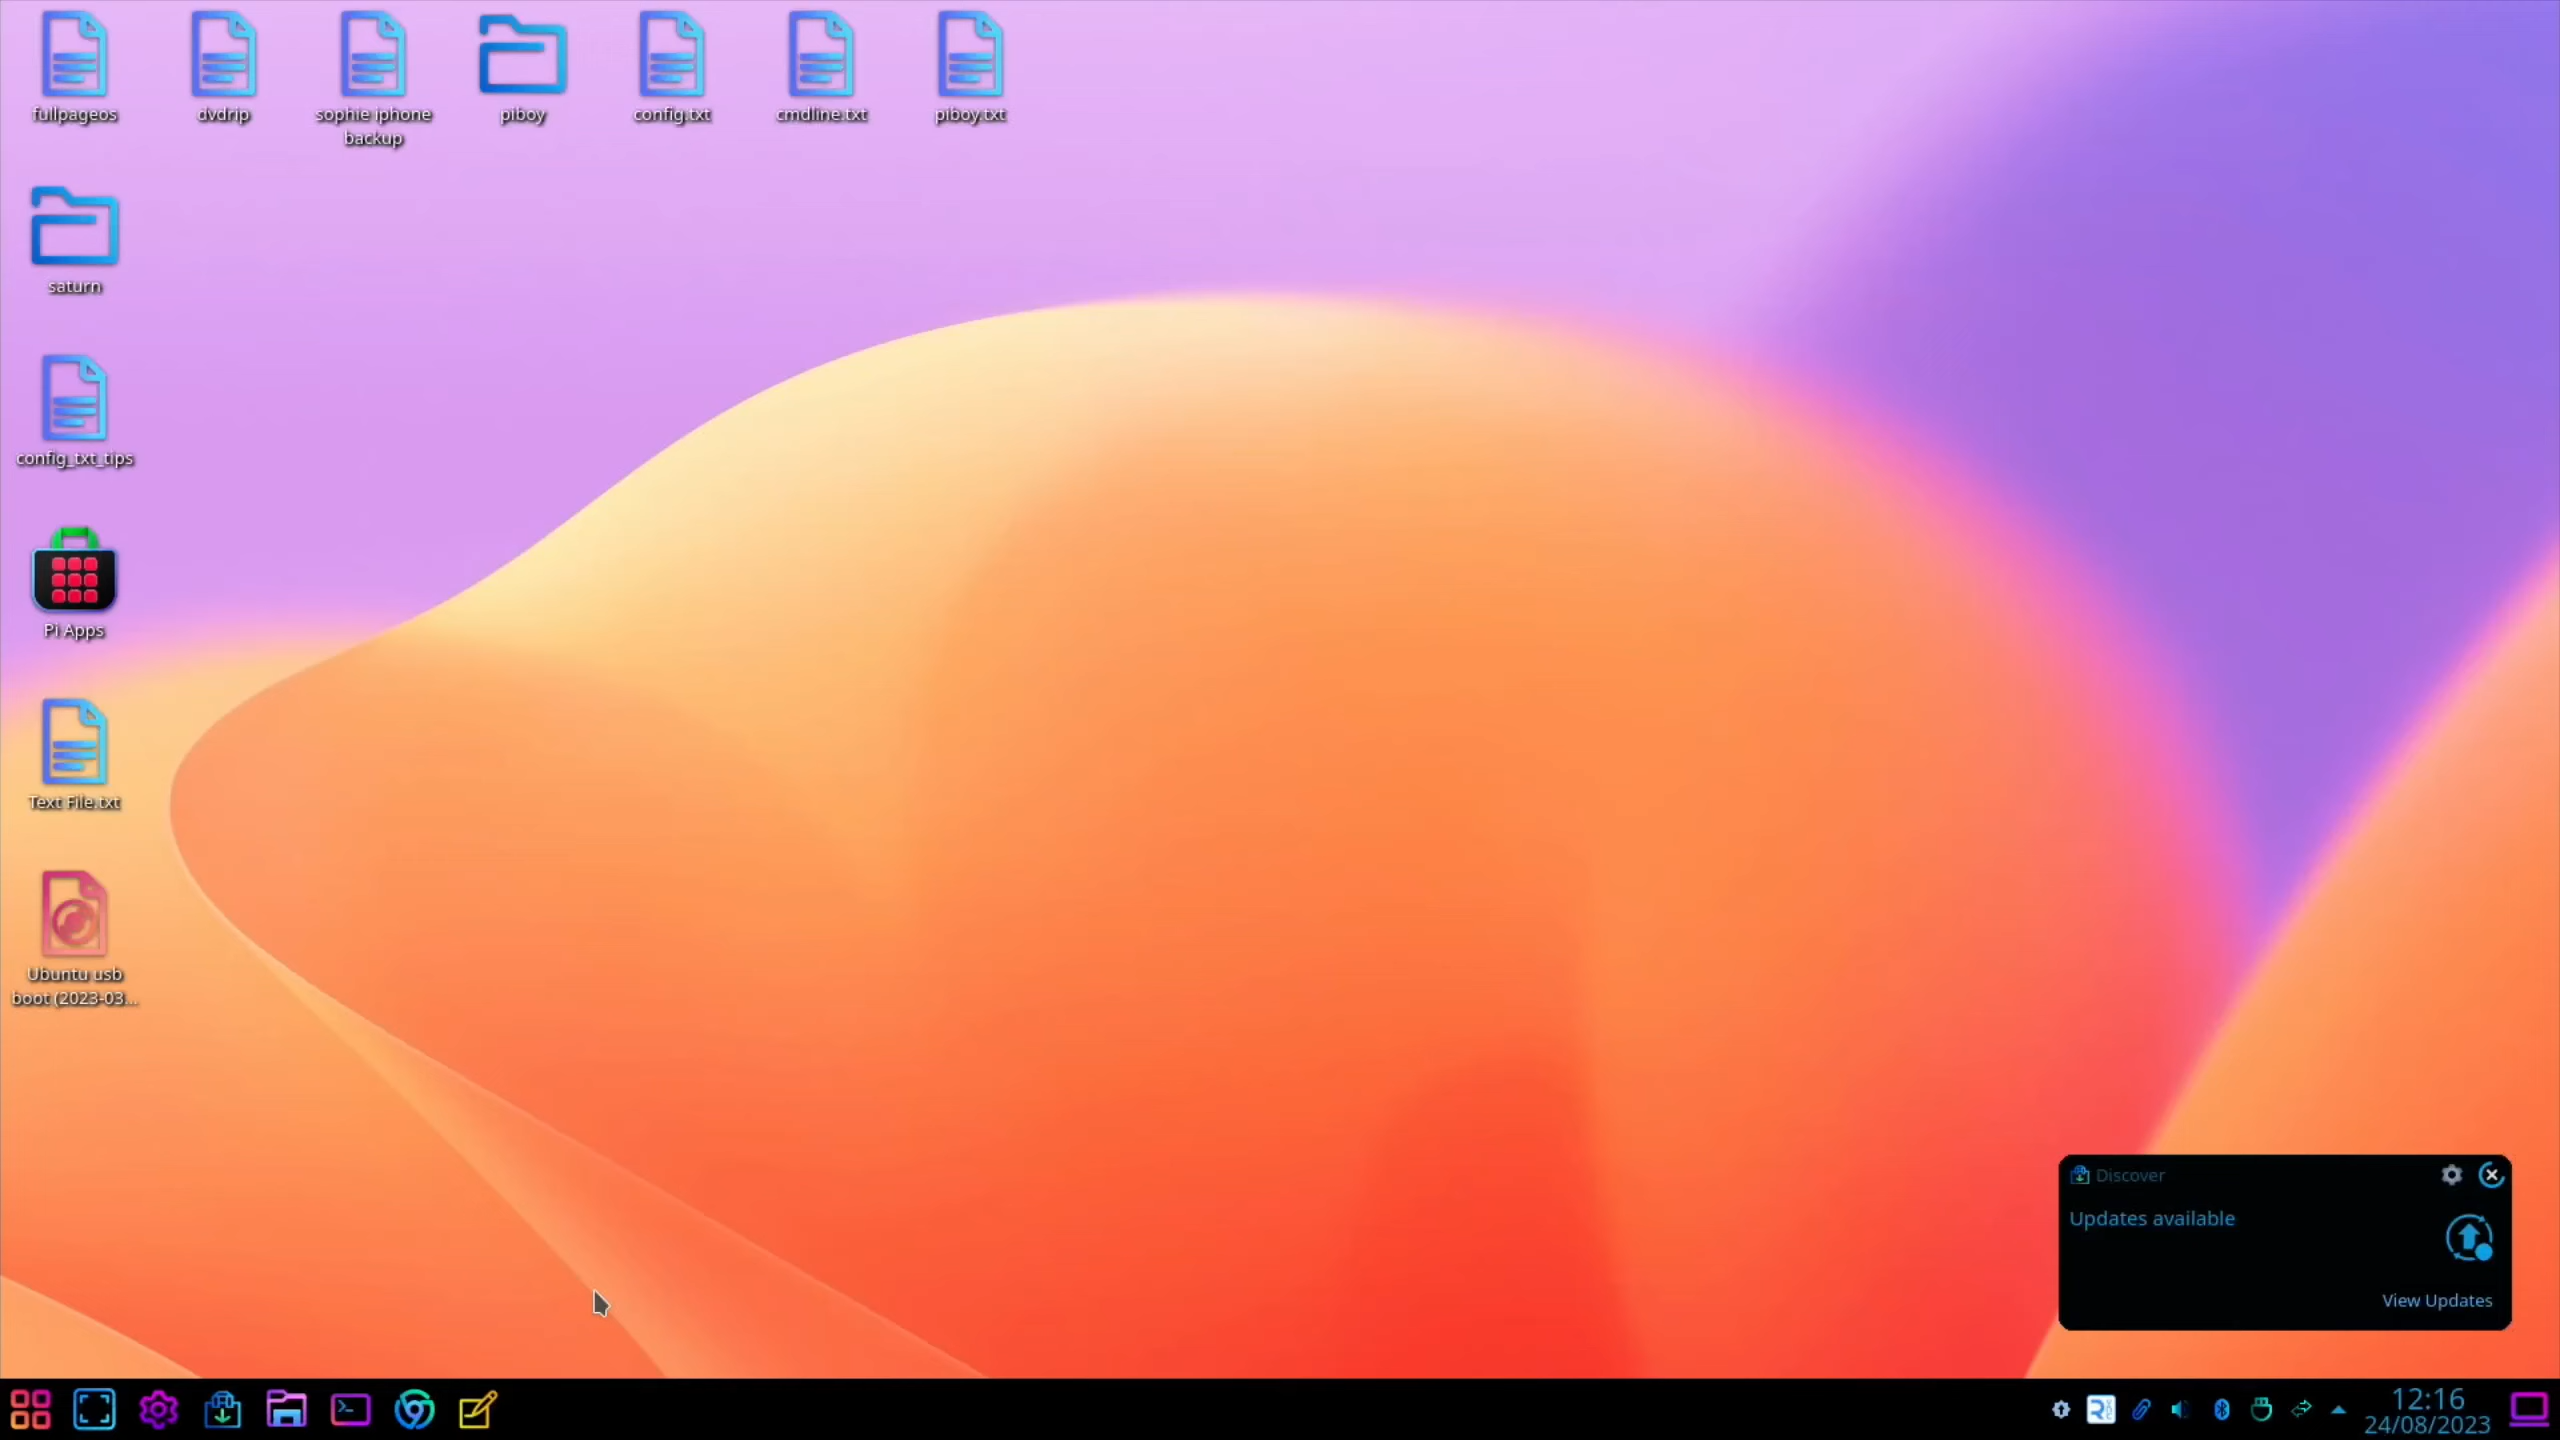 fullpageos
dvdrip
sophie iphone
backup
piboy
config.txt
cmdline.txt
piboy.txt
saturn
config_txt_tips
Pi Apps
Text File.txt
Ubuntu usb
boot (2023-03...
Discover
Updates available
View Updates
12:16
24/08/2023